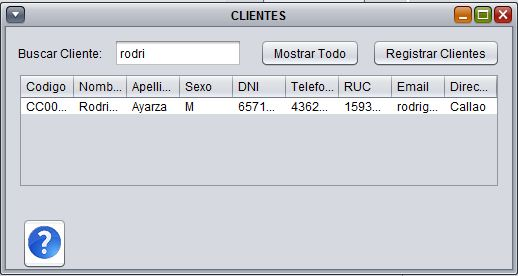 CLIENTES
Buscar Cliente: rodri Mostrar Todo Registrar Clientes
Codigo Nomb... Apelli... Sexo DNI Telefo... RUC Email Direc...
CC00... Rodri... Ayarza M 6571... 4362... 1593... rodrig... Callao
?